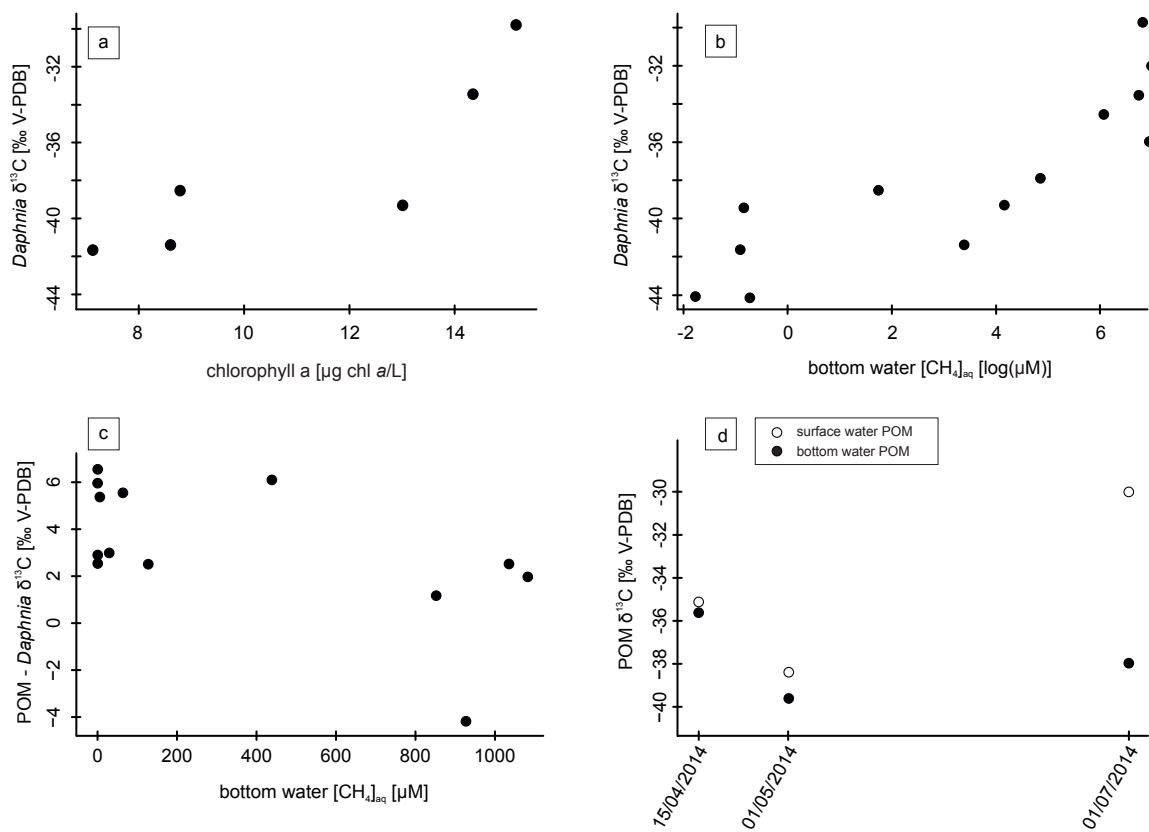 a
Daphnia δ¹³C [‰ V-PDB]
-32
-36
-40
-44
8
10
12
14
chlorophyll a [µg chl a/L]
b
Daphnia δ¹³C [‰ V-PDB]
-32
-36
-40
-44
-2
0
2
4
6
bottom water [CH₄]aq [log(µM)]
c
POM - Daphnia δ¹³C [‰ V-PDB]
6
4
2
0
−2
−4
0
200
400
600
800
1000
bottom water [CH₄]aq [µM]
d
surface water POM
bottom water POM
POM δ¹³C [‰ V-PDB]
-30
-32
-34
-36
-38
-40
15/04/2014
01/05/2014
01/07/2014